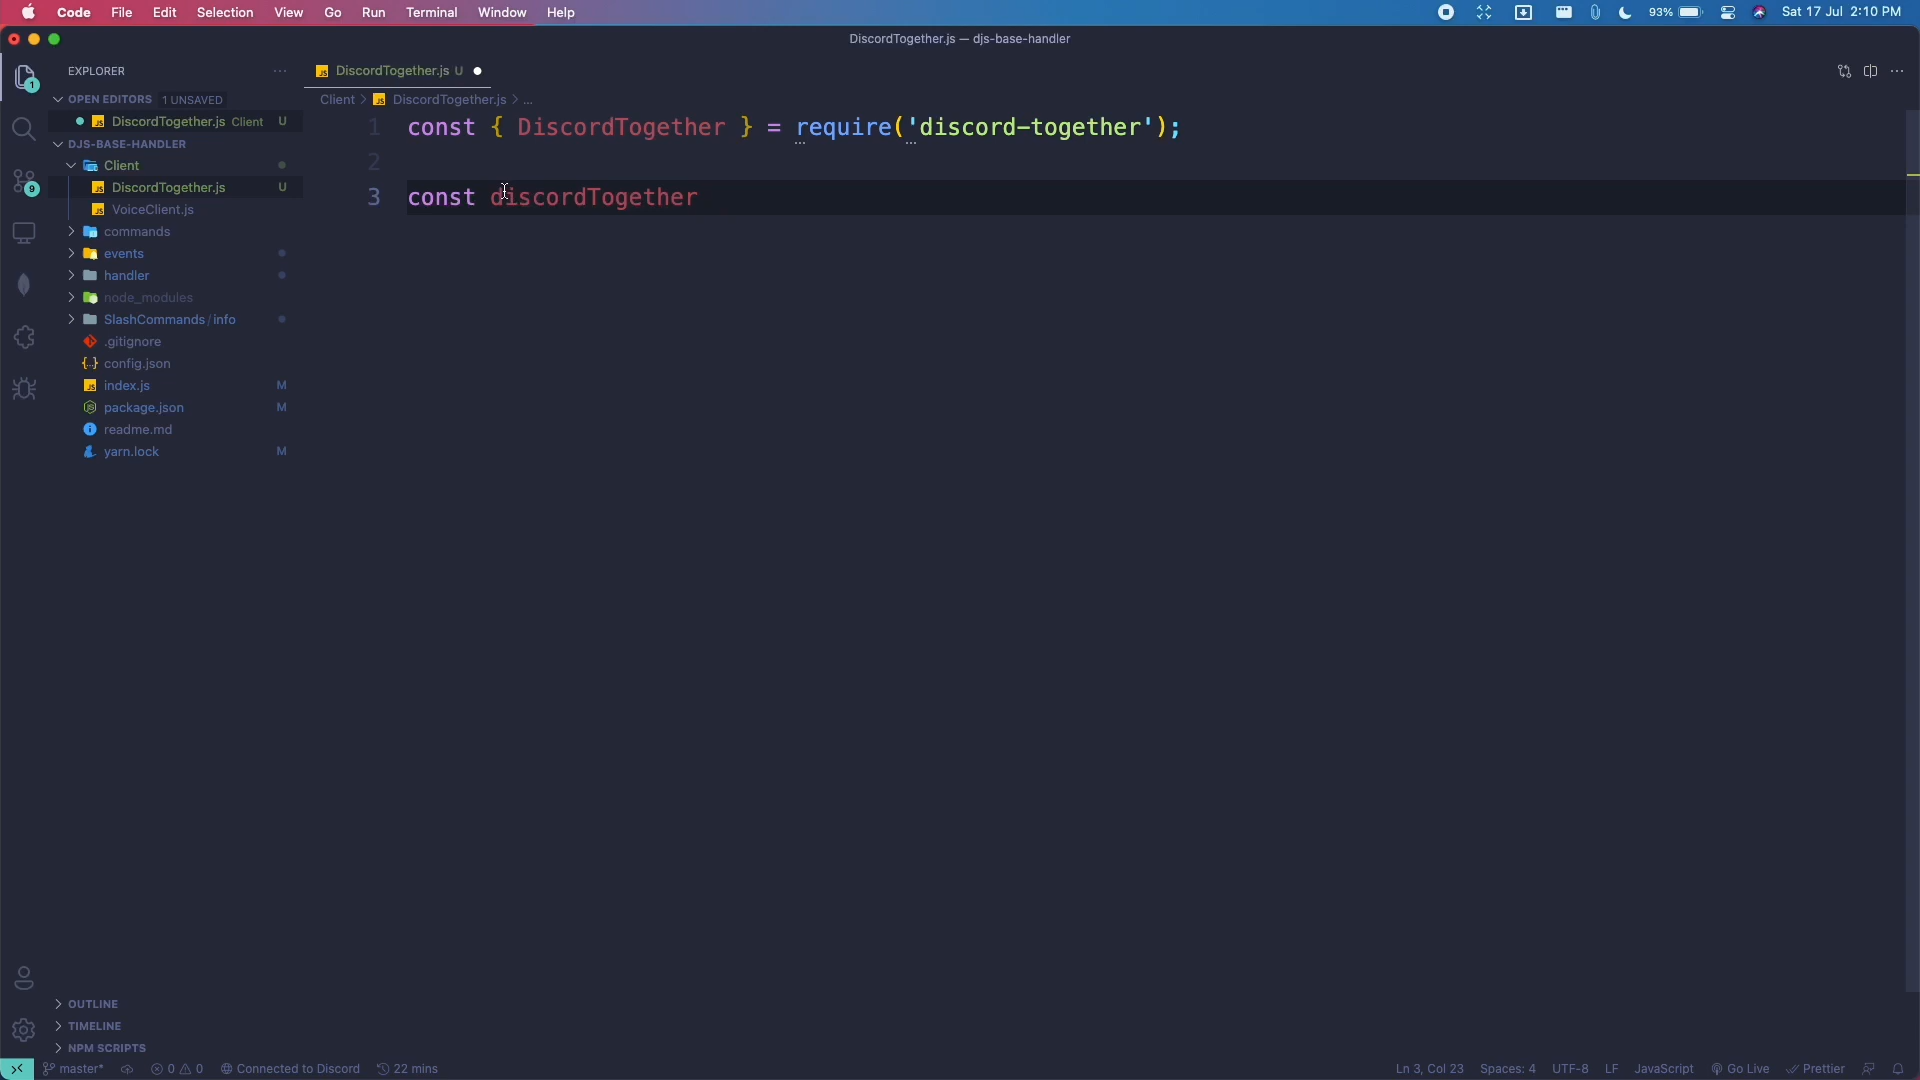 Code File Edit Selection View Go Run Terminal Window Help 93% Sat 17 Jul 2:10 PM
DiscordTogether.js — djs-base-handler
EXPLORER
1
DiscordTogether.js U
OPEN EDITORS 1 UNSAVED
Client > DiscordTogether.js > ...
DiscordTogether.js Client U
1 const { DiscordTogether } = require('discord-together');
DJS-BASE-HANDLER
2
Client
9
DiscordTogether.js U
3 const discordTogether
VoiceClient.js
commands
events
handler
node_modules
SlashCommands / info
.gitignore
config.json
index.js M
package.json M
readme.md
yarn.lock M
OUTLINE
TIMELINE
NPM SCRIPTS
master* 0 0 Connected to Discord 22 mins Ln 3, Col 23 Spaces: 4 UTF-8 LF JavaScript Go Live Prettier